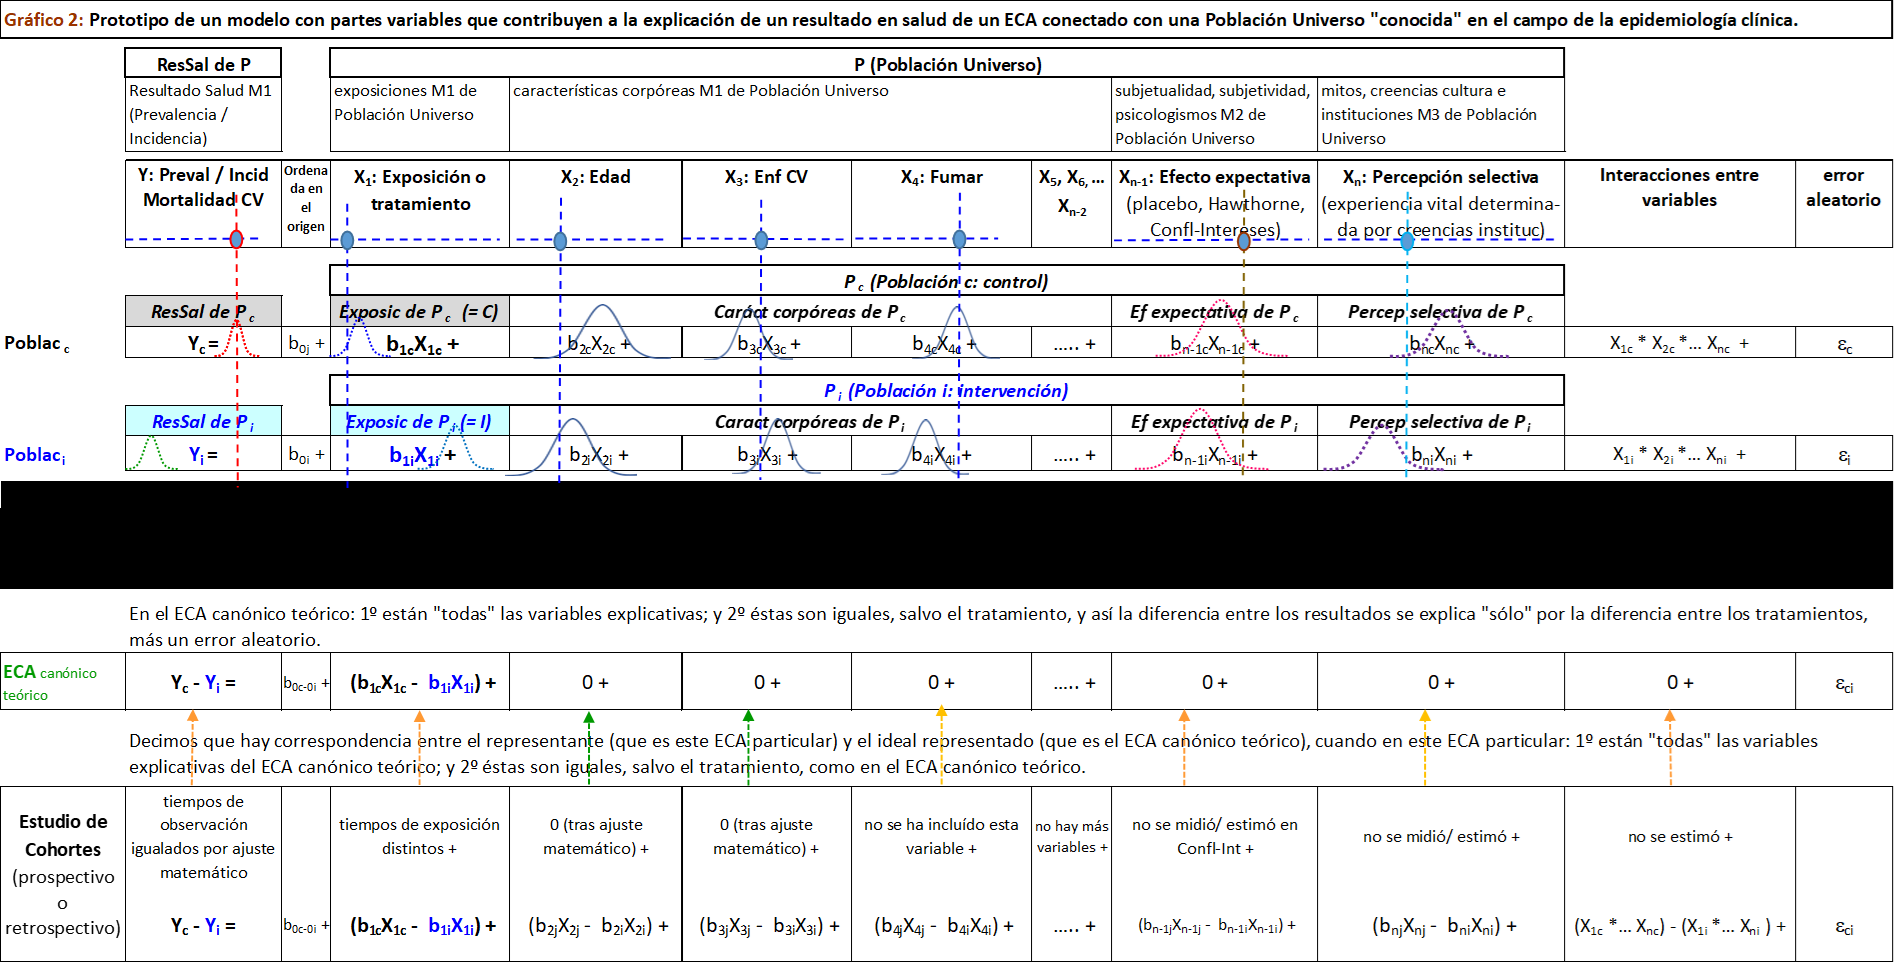 Gráfico 2: Prototipo de un modelo con partes variables que contribuyen a la explicación de un resultado en salud de un ECA conectado con una Población Universo "conocida" en el campo de la epidemiología clínica.
ResSal de P
P (Población Universo)
Resultado Salud M1
(Prevalencia /
Incidencia)
exposiciones M1 de
Población Universo
características corpóreas M1 de Población Universo
subjetualidad, subjetividad,
psicologismos M2 de
Población Universo
mitos, creencias cultura e
instituciones M3 de Población
Universo
Y: Preval / Incid
Mortalidad CV
Ordena
da en
el
origen
X1: Exposición o
tratamiento
X2: Edad
X3: Enf CV
X4: Fumar
X5, X6, ...
Xn-2
Xn-1: Efecto expectativa
(placebo, Hawthorne,
Confl-Intereses)
Xn: Percepción selectiva
(experiencia vital determina-
da por creencias instituc)
Interacciones entre
variables
error
aleatorio
P c (Población c: control)
ResSal de P c
Exposic de P c (= C)
Caract corpóreas de P c
Ef expectativa de P c
Percep selectiva de P c
Poblac c
Yc =
b0j +
b1cX1c +
b2cX2c +
b3cX3c +
b4cX4c +
..... +
bn-1cXn-1c +
bncXnc +
X1c * X2c *... Xnc +
εc
P i (Población i: intervención)
ResSal de P i
Exposic de P i (= I)
Caract corpóreas de P i
Ef expectativa de P i
Percep selectiva de P i
Poblac i
Yi =
b0i +
b1iX1i +
b2iX2i +
b3iX3i +
b4iX4i +
..... +
bn-1iXn-1i +
bniXni +
X1i * X2i *... Xni +
εi
En el ECA canónico teórico: 1º están "todas" las variables explicativas; y 2º éstas son iguales, salvo el tratamiento, y así la diferencia entre los resultados se explica "sólo" por la diferencia entre los tratamientos,
más un error aleatorio.
ECA canónico
teórico
Yc - Yi =
b0c-0i +
(b1cX1c - b1iX1i) +
0 +
0 +
0 +
..... +
0 +
0 +
0 +
εci
Decimos que hay correspondencia entre el representante (que es este ECA particular) y el ideal representado (que es el ECA canónico teórico), cuando en este ECA particular: 1º están "todas" las variables
explicativas del ECA canónico teórico; y 2º éstas son iguales, salvo el tratamiento, como en el ECA canónico teórico.
Estudio de
Cohortes
(prospectivo
o
retrospectivo)
tiempos de
observación
igualados por ajuste
matemático
tiempos de exposición
distintos +
0 (tras ajuste
matemático) +
0 (tras ajuste
matemático) +
no se ha incluído esta
variable +
no hay más
variables +
no se midió/ estimó en
Confl-Int +
no se midió/ estimó +
no se estimó +
Yc - Yi =
b0c-0i +
(b1cX1c - b1iX1i) +
(b2jX2j - b2iX2i) +
(b3jX3j - b3iX3i) +
(b4jX4j - b4iX4i) +
..... +
(bn-1jXn-1j - bn-1iXn-1i) +
(bnjXnj - bniXni) +
(X1c *... Xnc) - (X1i *... Xni ) +
εci